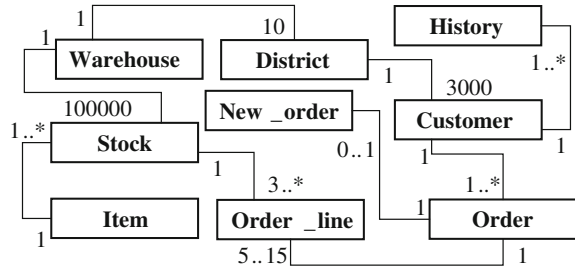 1
10
History
1
Warehouse
District
1..*
1
3000
100000
New _order
Customer
1..*
Stock
0..1
1
1
1
3..*
1..*
Item
Order _line
1
Order
1
5..15
1